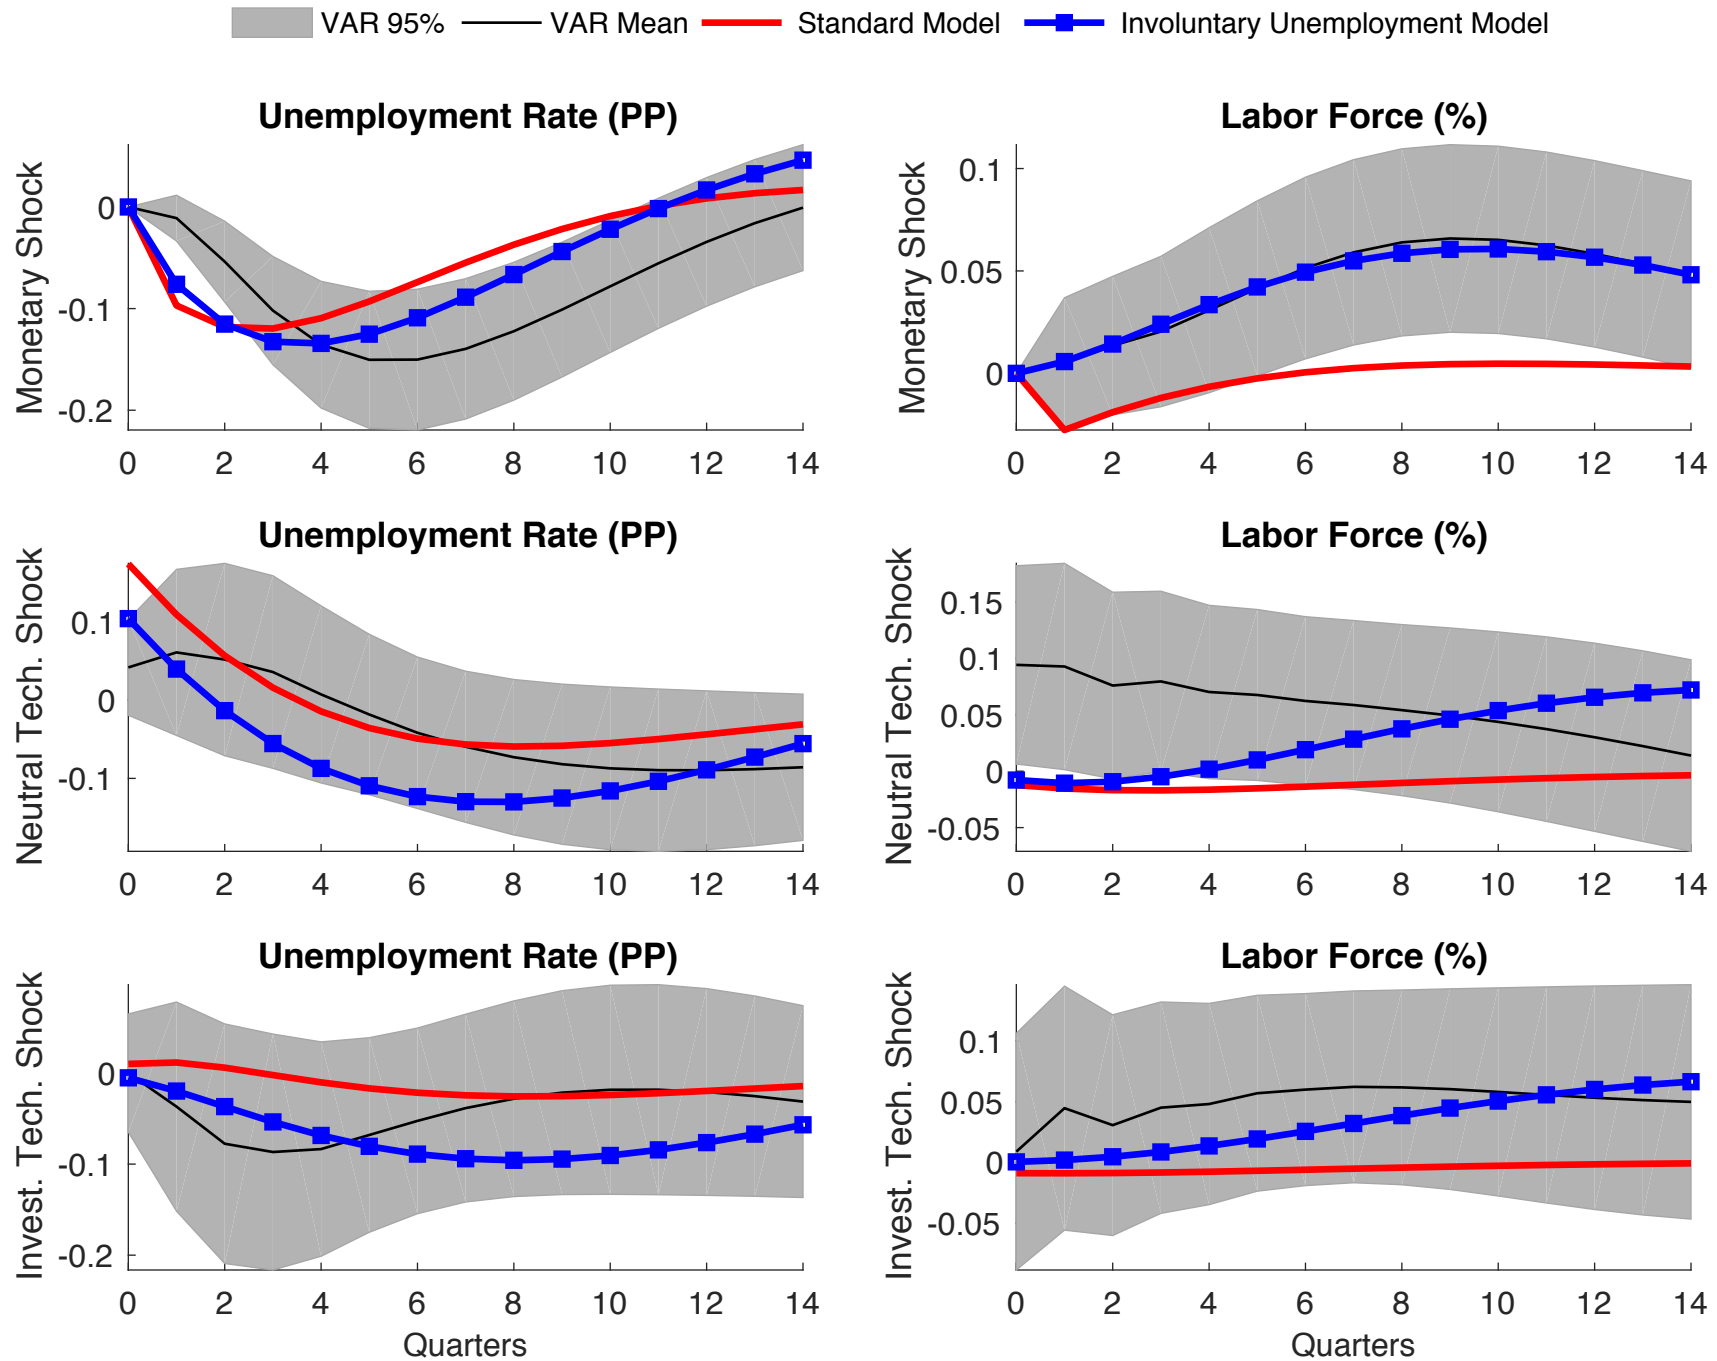 VAR 95% VAR Mean Standard Model Involuntary Unemployment Model
Unemployment Rate (PP)
Monetary Shock
0
-0.1
-0.2
0 2 4 6 8 10 12 14
Labor Force (%)
Monetary Shock
0.1
0.05
0
0 2 4 6 8 10 12 14
Unemployment Rate (PP)
Neutral Tech. Shock
0.1
0
-0.1
0 2 4 6 8 10 12 14
Labor Force (%)
Neutral Tech. Shock
0.15
0.1
0.05
0
-0.05
0 2 4 6 8 10 12 14
Unemployment Rate (PP)
Invest. Tech. Shock
0
-0.1
-0.2
0 2 4 6 8 10 12 14
Quarters
Labor Force (%)
Invest. Tech. Shock
0.1
0.05
0
-0.05
0 2 4 6 8 10 12 14
Quarters